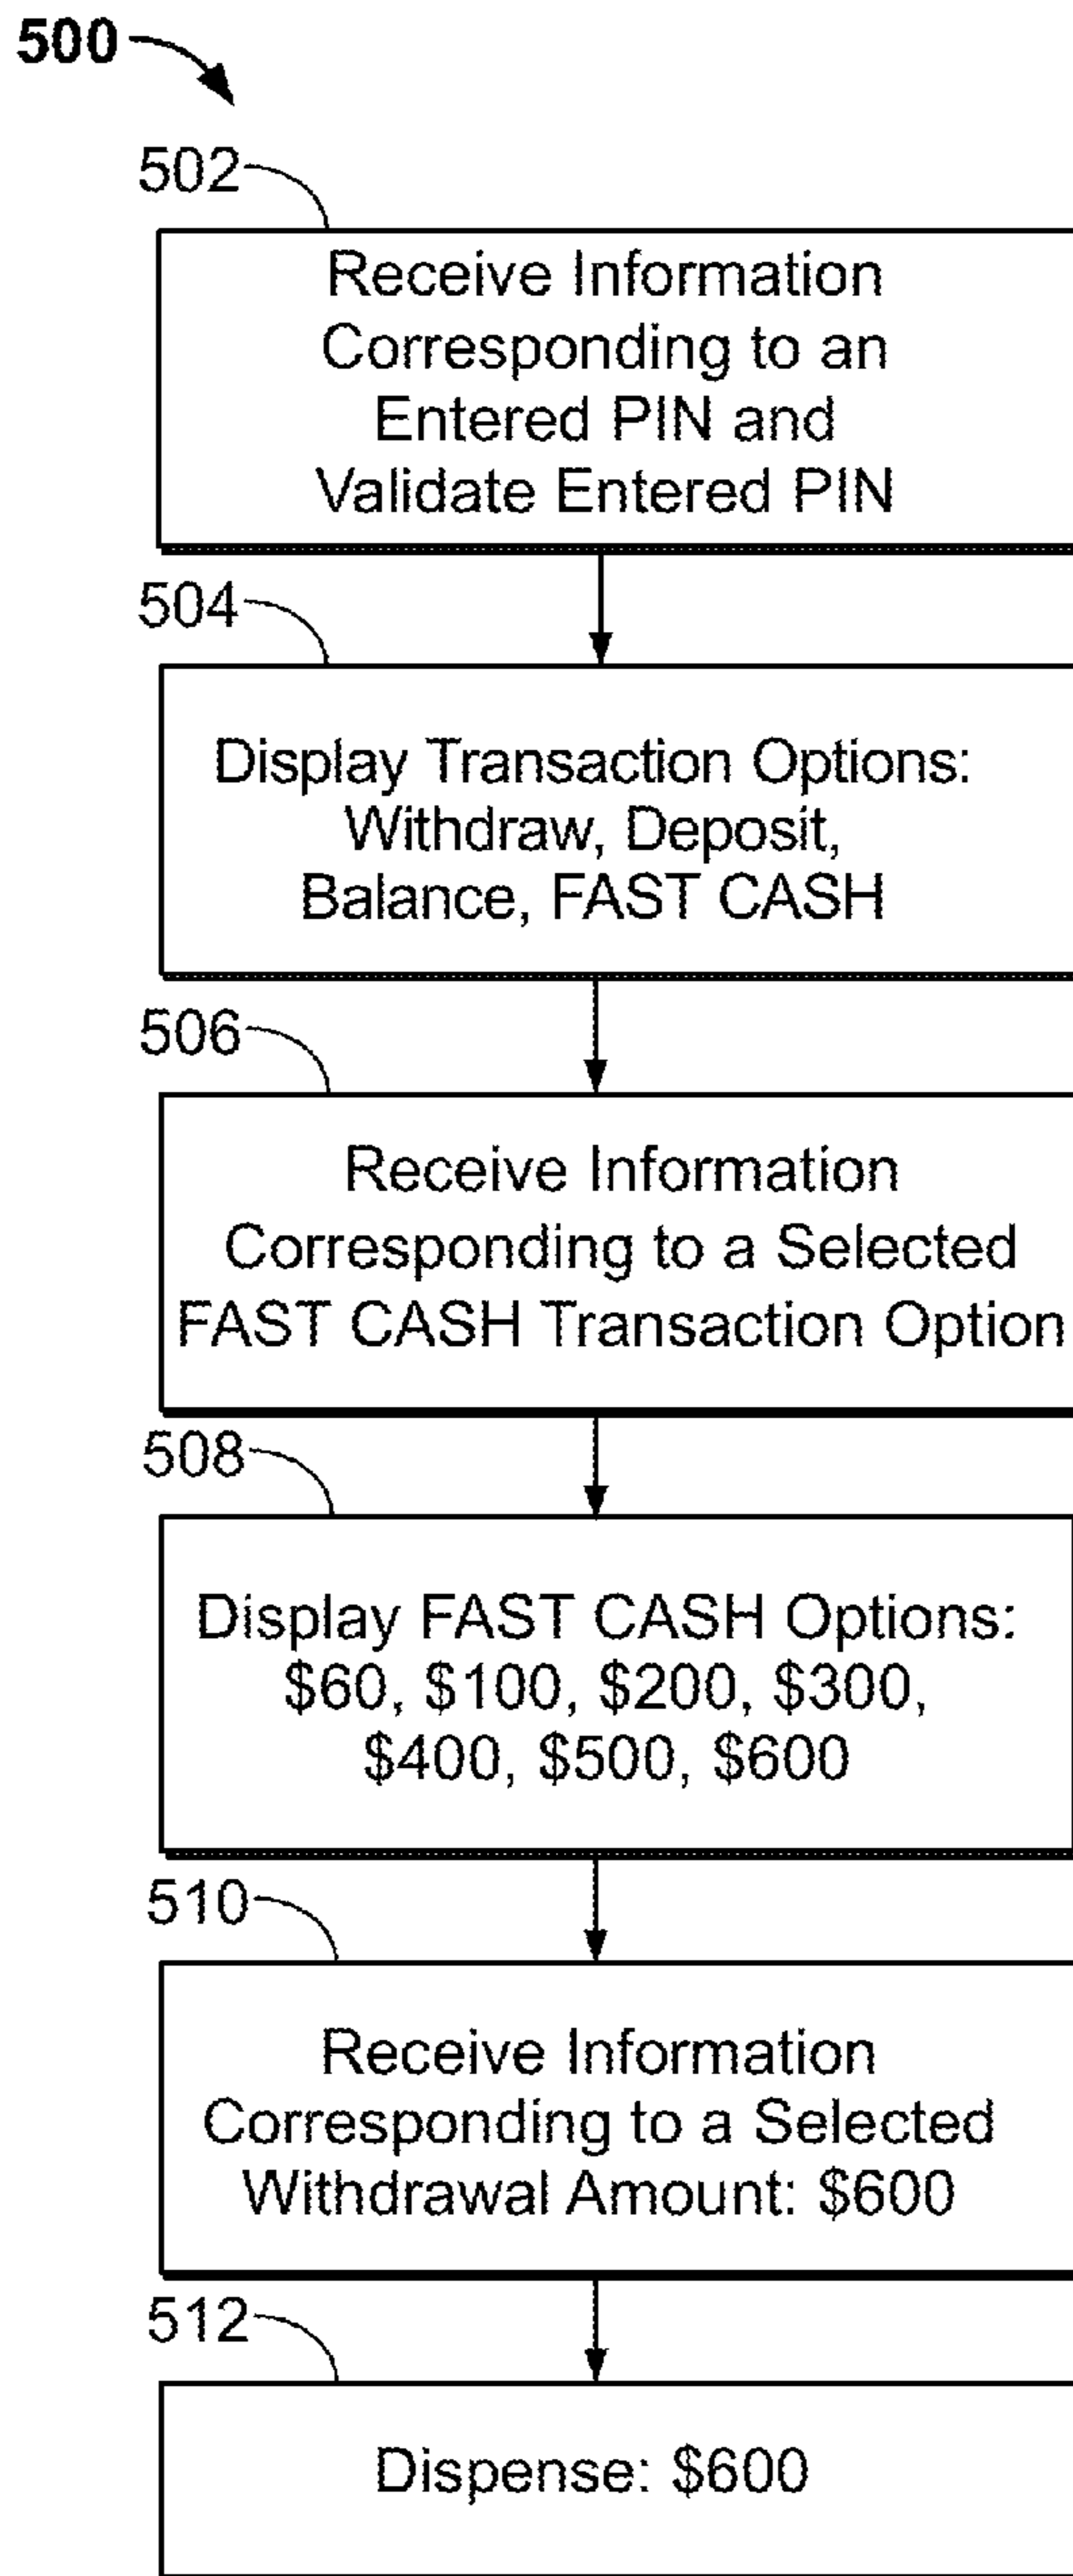 500
502
Receive Information
Corresponding to an
Entered PIN and
Validate Entered PIN
504
Display Transaction Options:
Withdraw, Deposit,
Balance, FAST CASH
506
Receive Information
Corresponding to a Selected
FAST CASH Transaction Option
508
Display FAST CASH Options:
$60, $100, $200, $300,
$400, $500, $600
510
Receive Information
Corresponding to a Selected
Withdrawal Amount: $600
512
Dispense: $600